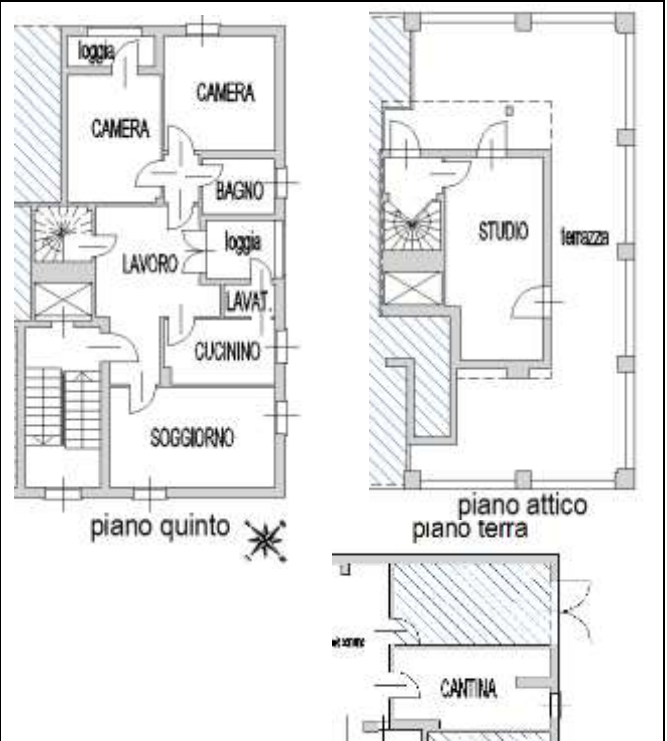 loggia
CAMERA
CAMERA
BAGNO
loggia
LAVORO
LAVAT.
CUCININO
SOGGIORNO
piano quinto
STUDIO
terrazza
piano attico
piano terra
CANTINA